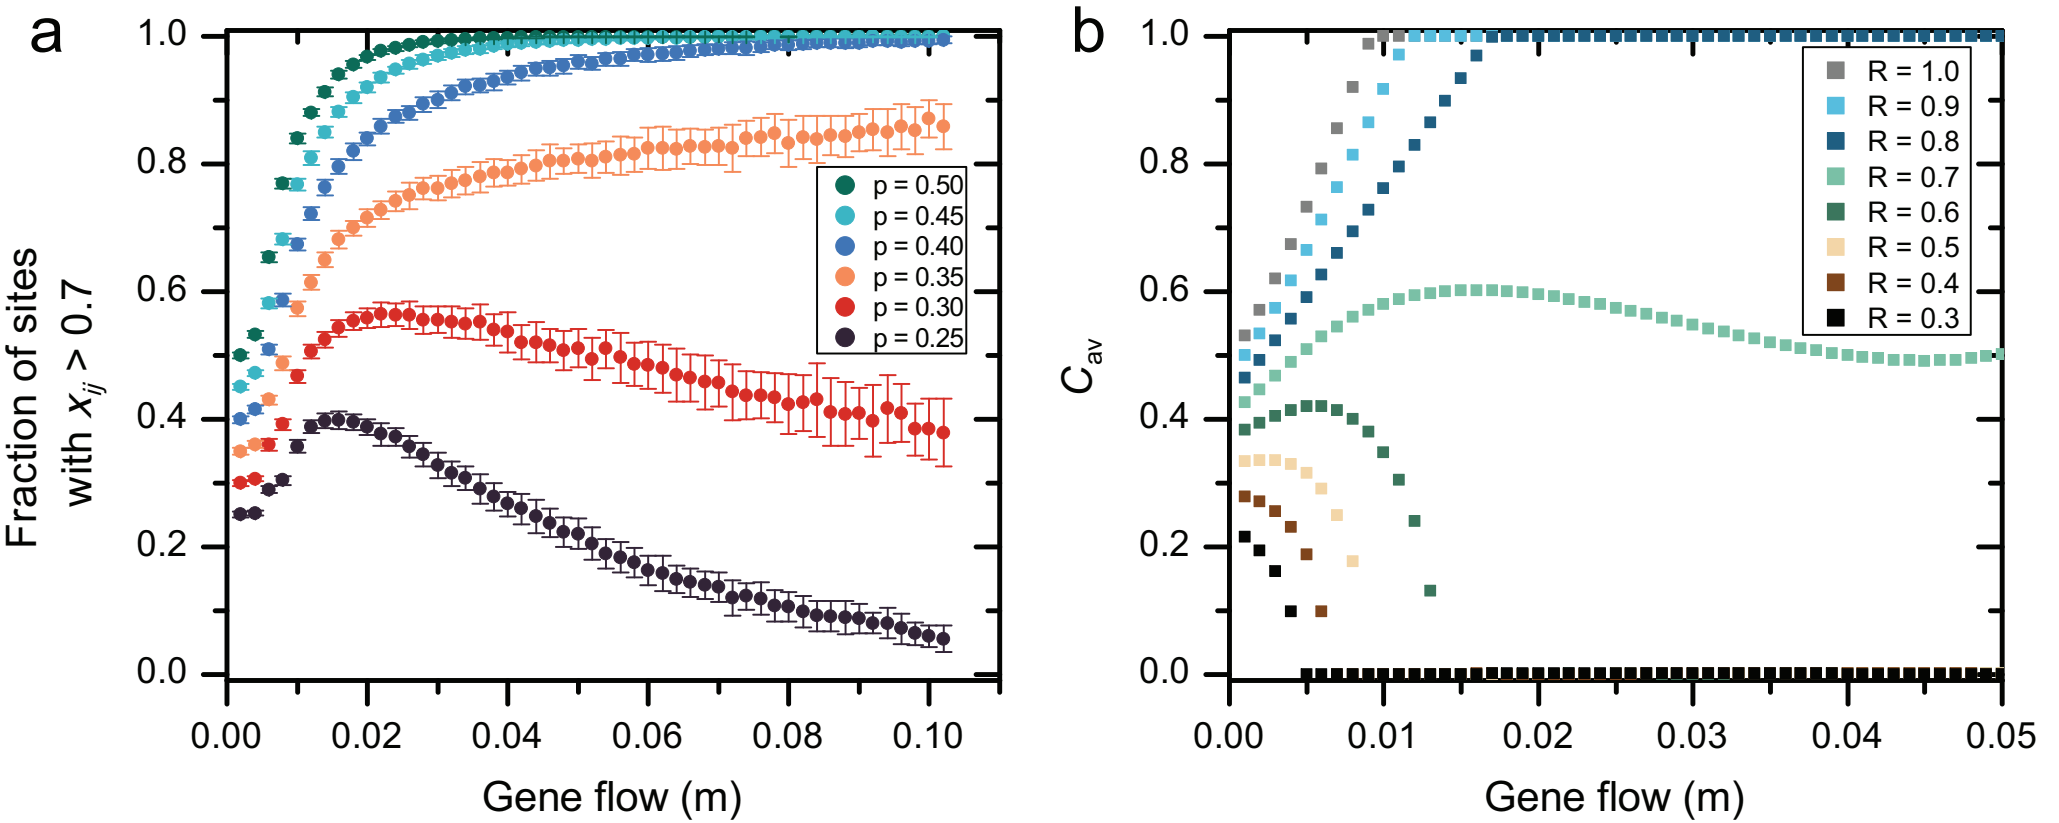 a
1.0
0.8
0.6
0.4
0.2
0.0
Fraction of sites
with x_ij > 0.7
p = 0.50
p = 0.45
p = 0.40
p = 0.35
p = 0.30
p = 0.25
0.00 0.02 0.04 0.06 0.08 0.10
Gene flow (m)
b
1.0
0.8
0.6
0.4
0.2
0.0
C_av
R = 1.0
R = 0.9
R = 0.8
R = 0.7
R = 0.6
R = 0.5
R = 0.4
R = 0.3
0.00 0.01 0.02 0.03 0.04 0.05
Gene flow (m)